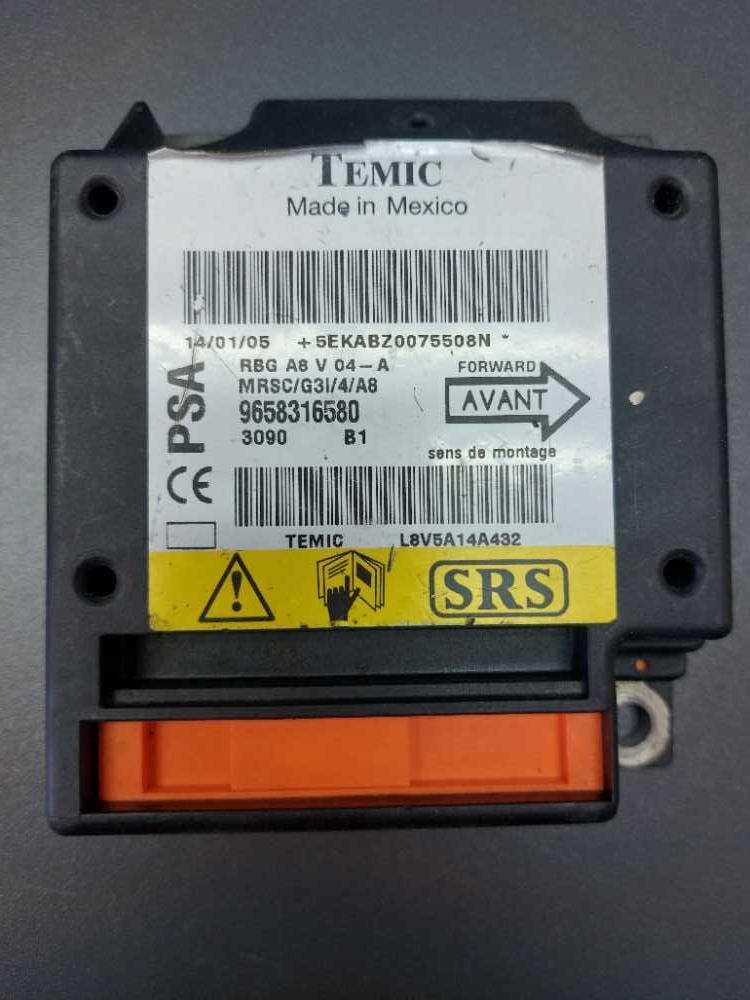 TEMIC
Made in Mexico
14/01/05 +5EKABZ0075508N *
PSA
RBG A8 V 04-A
MRSC/G3I/4/A8
9658316580
3090 B1
FORWARD
AVANT
sens de montage
CE
TEMIC L8V5A14A432
SRS